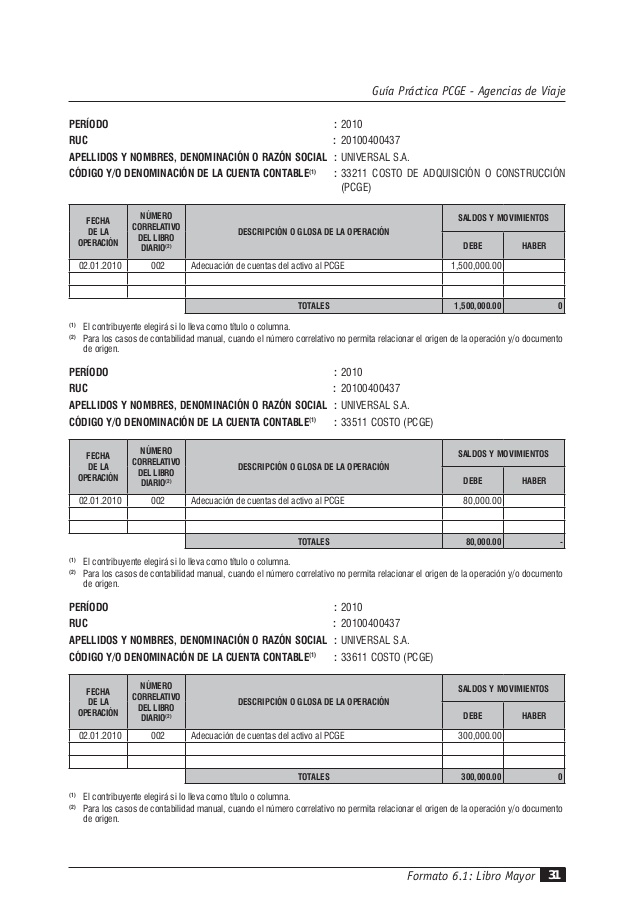 Guía Práctica PCGE - Agencias de Viaje
PERÍODO : 2010
RUC : 20100400437
APELLIDOS Y NOMBRES, DENOMINACIÓN O RAZÓN SOCIAL : UNIVERSAL S.A.
CÓDIGO Y/O DENOMINACIÓN DE LA CUENTA CONTABLE(1) : 33211 COSTO DE ADQUISICIÓN O CONSTRUCCIÓN
(PCGE)
FECHA DE LA OPERACIÓN NÚMERO CORRELATIVO DEL LIBRO DIARIO(2) DESCRIPCIÓN O GLOSA DE LA OPERACIÓN SALDOS Y MOVIMIENTOS
DEBE HABER
02.01.2010 002 Adecuación de cuentas del activo al PCGE 1,500,000.00
TOTALES 1,500,000.00 0
(1) El contribuyente elegirá si lo lleva como título o columna.
(2) Para los casos de contabilidad manual, cuando el número correlativo no permita relacionar el origen de la operación y/o documento
de origen.
PERÍODO : 2010
RUC : 20100400437
APELLIDOS Y NOMBRES, DENOMINACIÓN O RAZÓN SOCIAL : UNIVERSAL S.A.
CÓDIGO Y/O DENOMINACIÓN DE LA CUENTA CONTABLE(1) : 33511 COSTO (PCGE)
FECHA DE LA OPERACIÓN NÚMERO CORRELATIVO DEL LIBRO DIARIO(2) DESCRIPCIÓN O GLOSA DE LA OPERACIÓN SALDOS Y MOVIMIENTOS
DEBE HABER
02.01.2010 002 Adecuación de cuentas del activo al PCGE 80,000.00
TOTALES 80,000.00 -
(1) El contribuyente elegirá si lo lleva como título o columna.
(2) Para los casos de contabilidad manual, cuando el número correlativo no permita relacionar el origen de la operación y/o documento
de origen.
PERÍODO : 2010
RUC : 20100400437
APELLIDOS Y NOMBRES, DENOMINACIÓN O RAZÓN SOCIAL : UNIVERSAL S.A.
CÓDIGO Y/O DENOMINACIÓN DE LA CUENTA CONTABLE(1) : 33611 COSTO (PCGE)
FECHA DE LA OPERACIÓN NÚMERO CORRELATIVO DEL LIBRO DIARIO(2) DESCRIPCIÓN O GLOSA DE LA OPERACIÓN SALDOS Y MOVIMIENTOS
DEBE HABER
02.01.2010 002 Adecuación de cuentas del activo al PCGE 300,000.00
TOTALES 300,000.00 0
(1) El contribuyente elegirá si lo lleva como título o columna.
(2) Para los casos de contabilidad manual, cuando el número correlativo no permita relacionar el origen de la operación y/o documento
de origen.
Formato 6.1: Libro Mayor 31